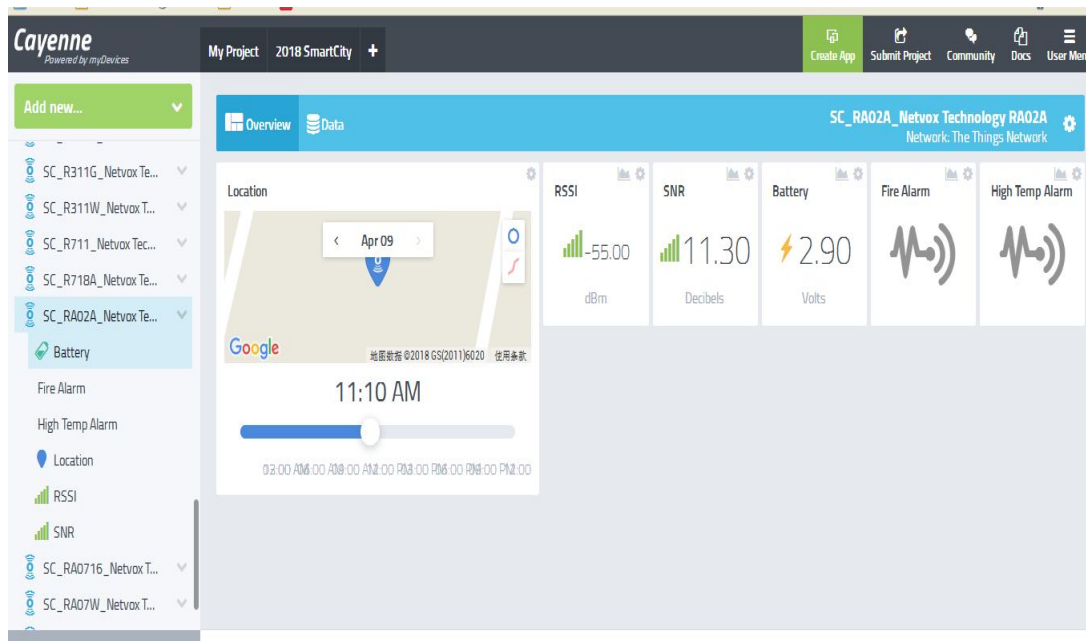 Cayenne
Powered by myDevices
My Project 2018 SmartCity +
Create App Submit Project Community Docs User Men
Add new...
SC_R311G_Netvox Te...
SC_R311W_Netvox T...
SC_R711_Netvox Tec...
SC_R718A_Netvox Te...
SC_RA02A_Netvox Te...
Battery
Fire Alarm
High Temp Alarm
Location
RSSI
SNR
SC_RA0716_Netvox T...
SC_RA07W_Netvox T...
Overview Data
SC_RA02A_Netvox Technology RA02A
Network: The Things Network
Location
Apr 09
Google
地图数据 ©2018 GS(2011)6020 使用条款
11:10 AM
RSSI
-55.00
dBm
SNR
11.30
Decibels
Battery
2.90
Volts
Fire Alarm
High Temp Alarm